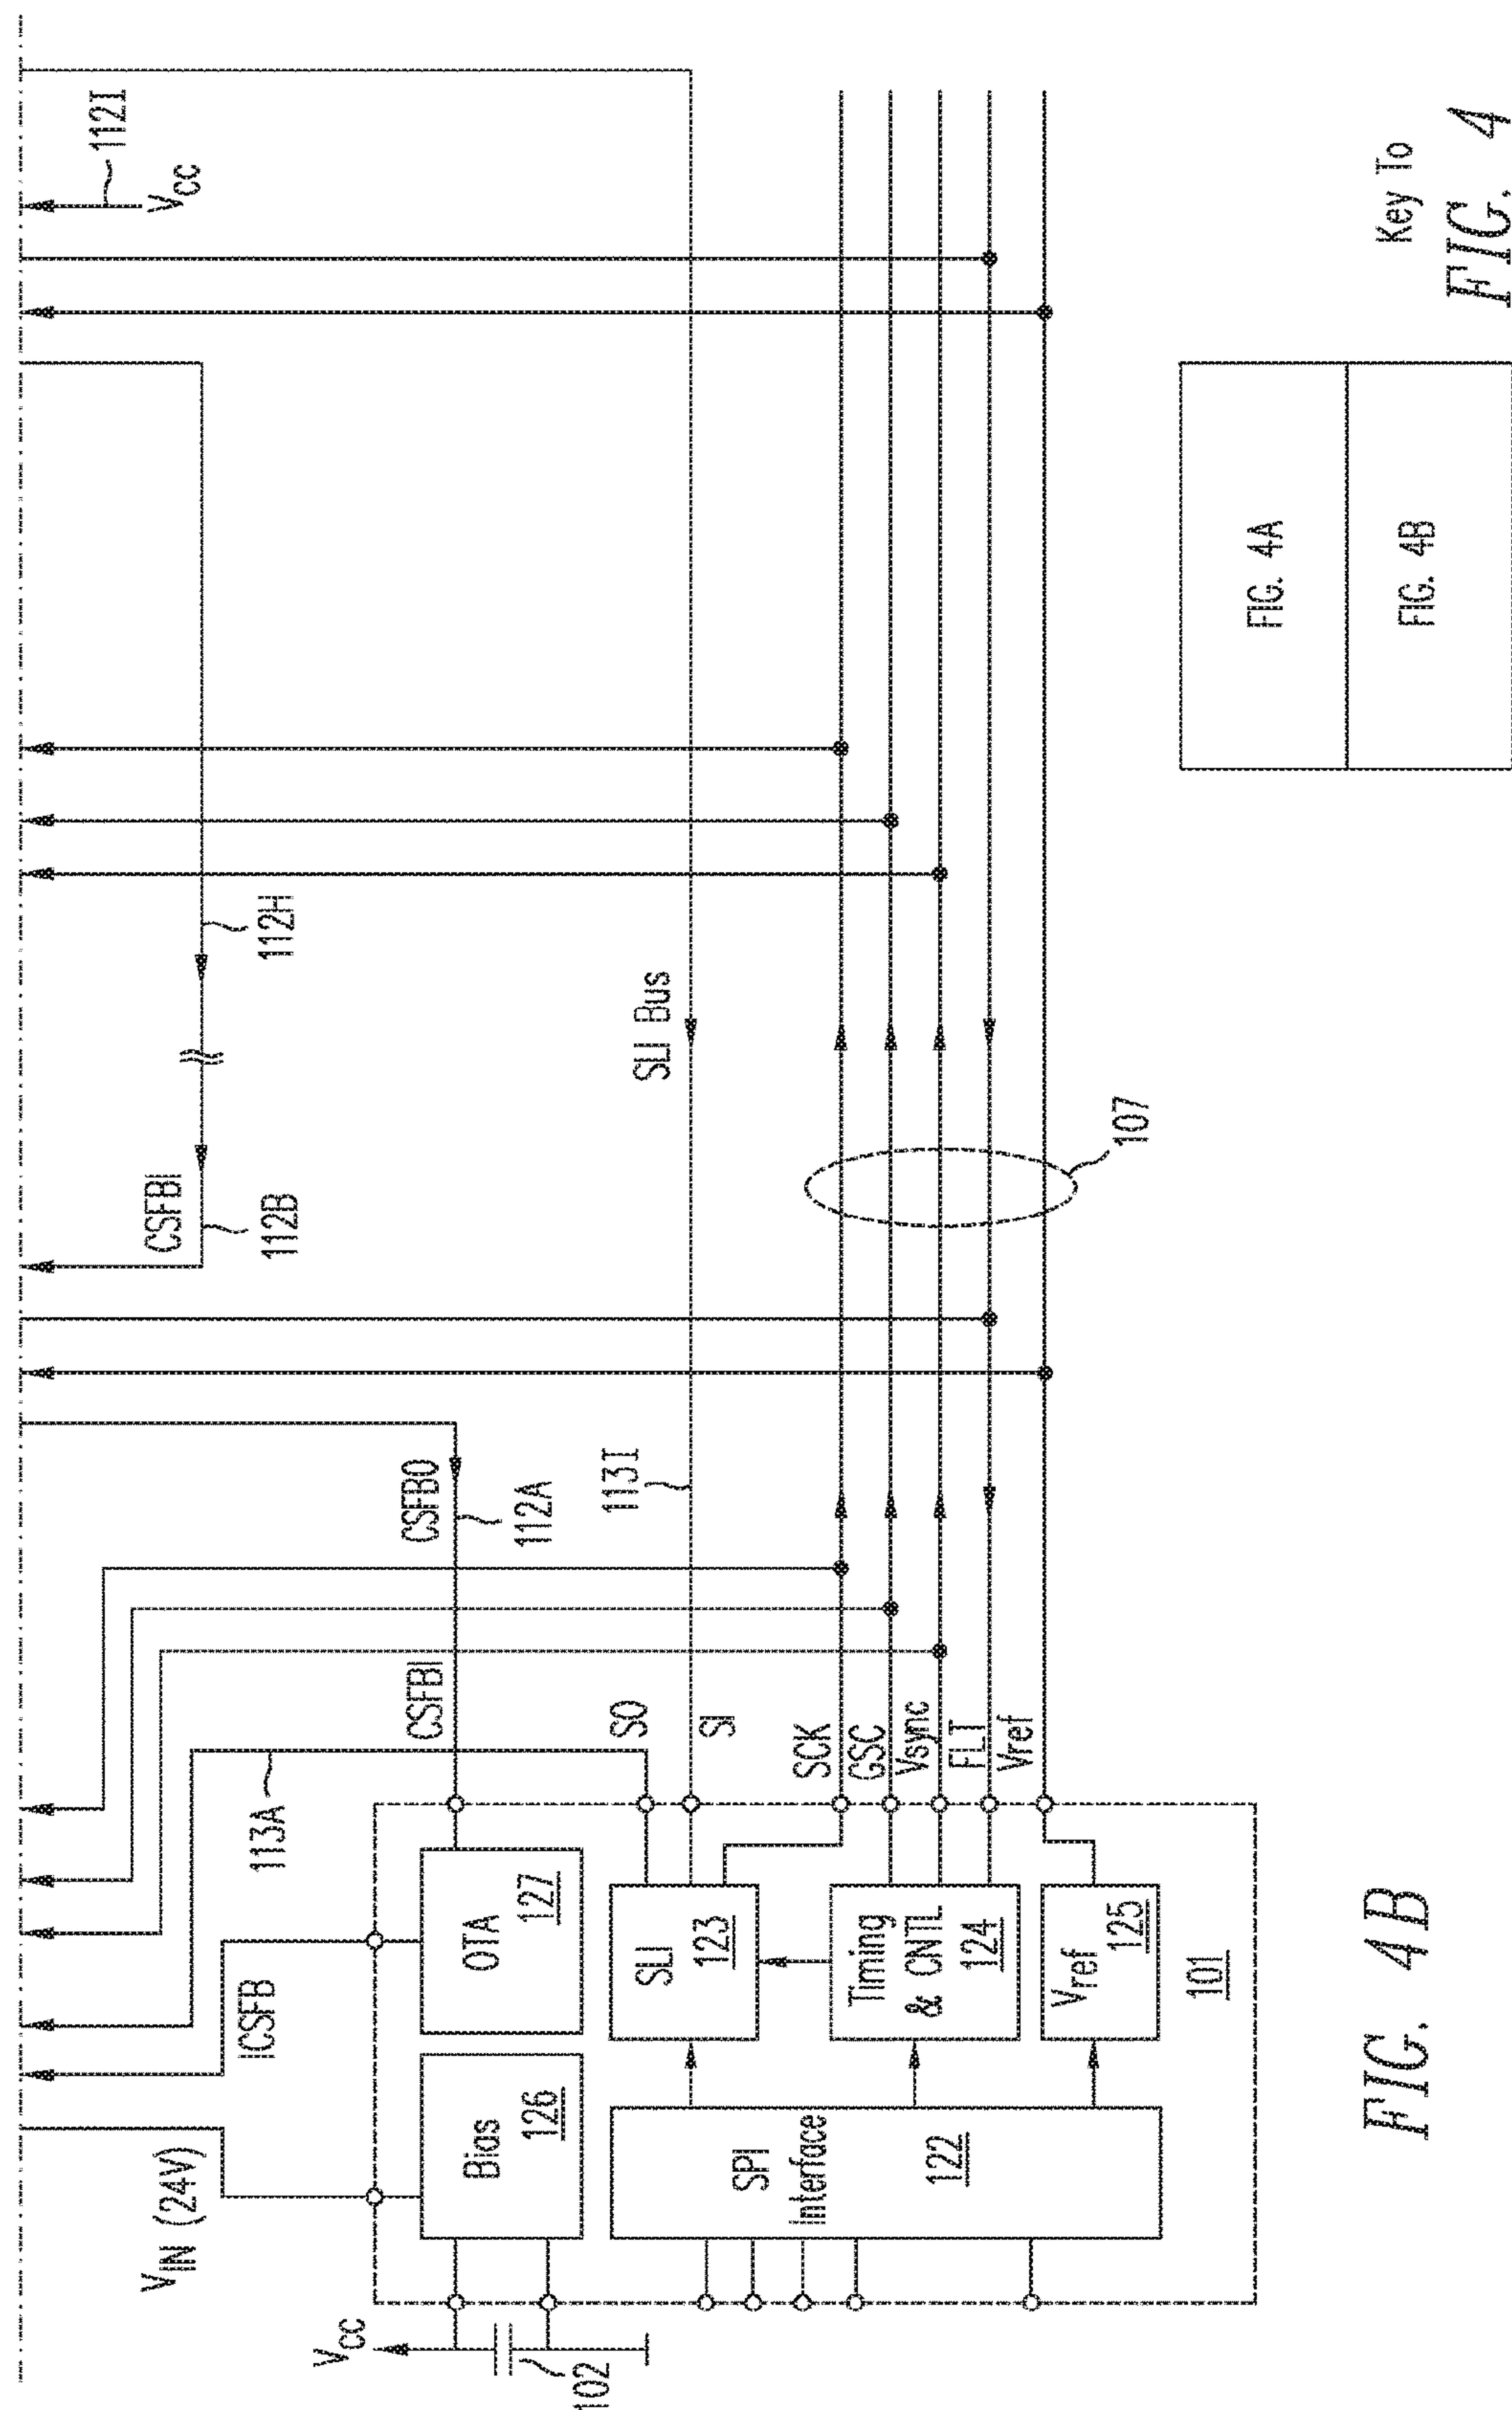 VIN (24V)
ICSFB
113A
CSFBI
CSFBO
112A
CSFBI
112B
112H
112I
VCC
VCC
102
Bias
126
OTA
127
SO
SI
113I
SLI Bus
SPI
Interface
122
SLI
123
Timing
& CNTL
124
Vref
125
101
SCK
GSC
Vsync
FLT
Vref
107
FIG. 4A
FIG. 4B
Key To
FIG. 4
FIG. 4B